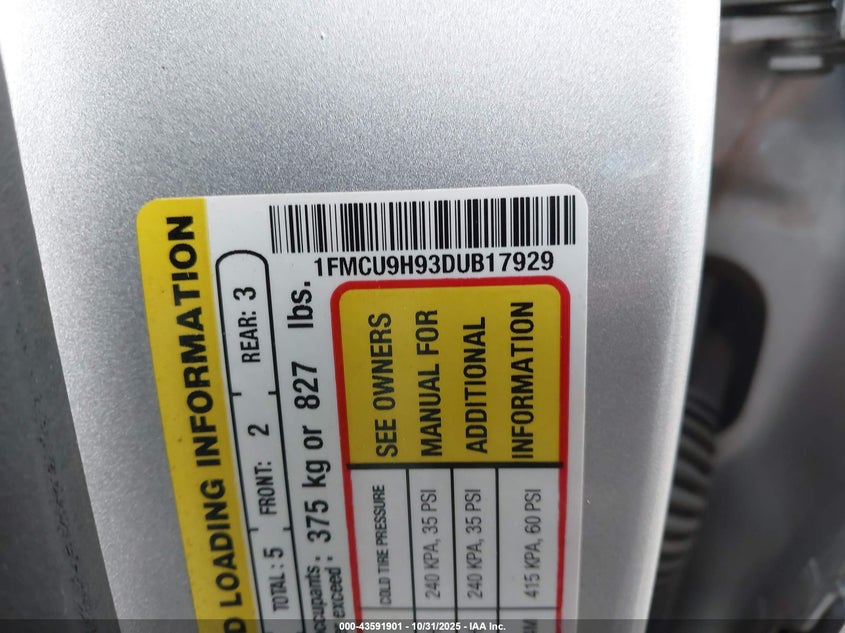 1FMCU9H93DUB17929
D LOADING INFORMATION
TOTAL: 5 FRONT: 2 REAR: 3
exceed: 375 kg or 827 lbs.
COLD TIRE PRESSURE
240 KPA, 35 PSI
240 KPA, 35 PSI
415 KPA, 60 PSI
SEE OWNERS
MANUAL FOR
ADDITIONAL
INFORMATION
000-43591901 - 10/31/2025 - IAA Inc.